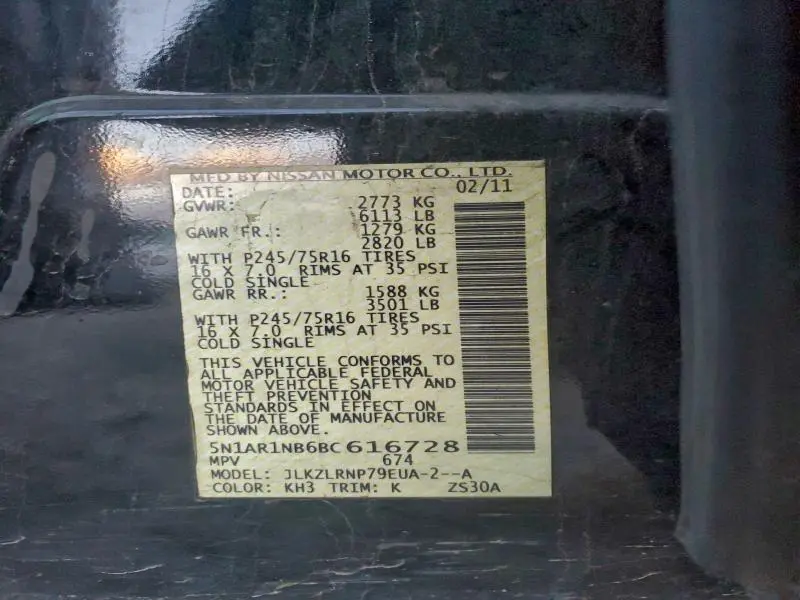 MFD BY NISSAN MOTOR CO., LTD.
DATE: 02/11
GVWR: 2773 KG
6113 LB
GAWR FR.: 1279 KG
2820 LB
WITH P245/75R16 TIRES
16 X 7.0 RIMS AT 35 PSI
COLD SINGLE
GAWR RR.: 1588 KG
3501 LB
WITH P245/75R16 TIRES
16 X 7.0 RIMS AT 35 PSI
COLD SINGLE
THIS VEHICLE CONFORMS TO
ALL APPLICABLE FEDERAL
MOTOR VEHICLE SAFETY AND
THEFT PREVENTION
STANDARDS IN EFFECT ON
THE DATE OF MANUFACTURE
SHOWN ABOVE.
5N1AR1NB6BC 616728
MPV 674
MODEL: JLKZLRNP79EUA-2--A
COLOR: KH3 TRIM: K ZS30A